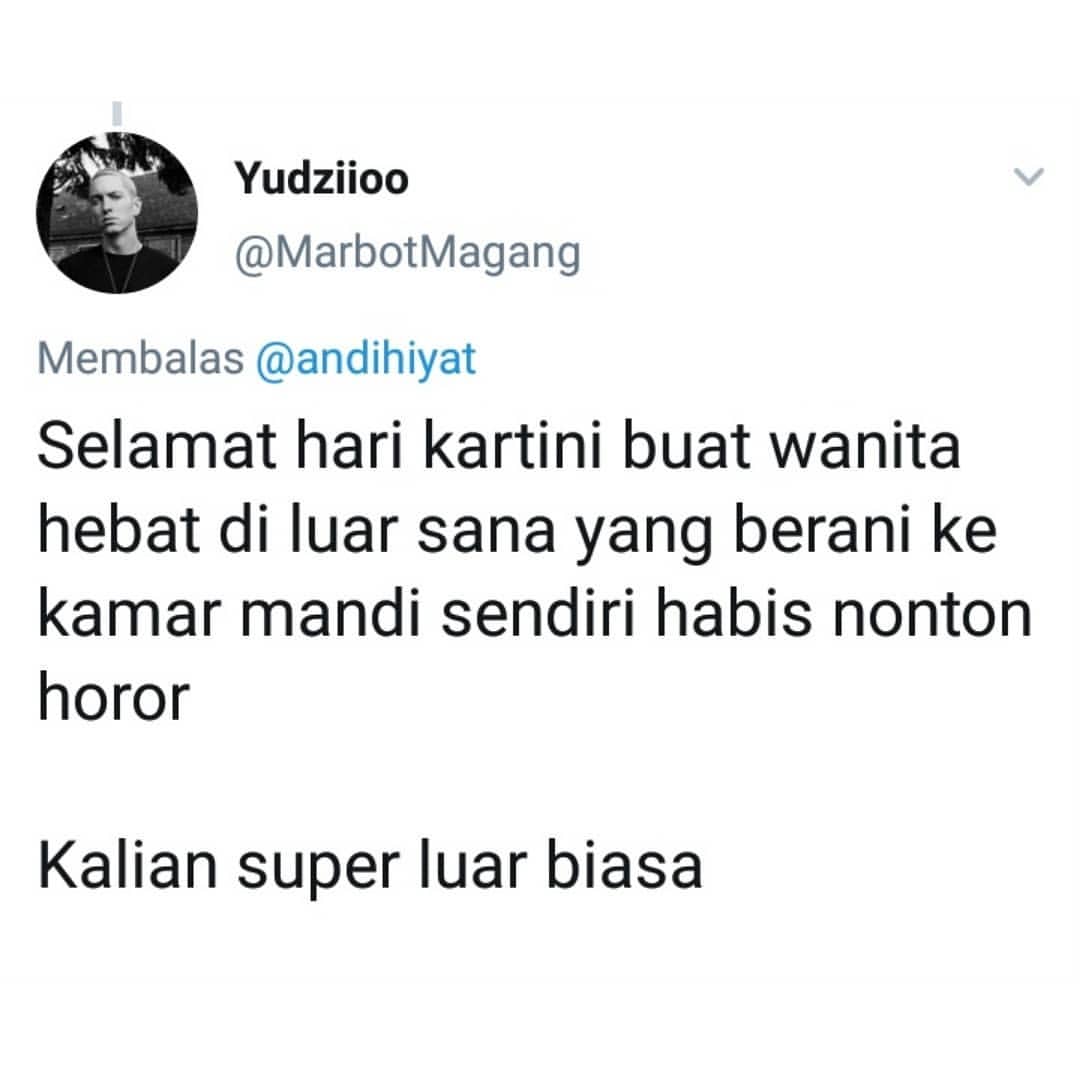 Yudziioo
@MarbotMagang
Membalas @andihiyat
Selamat hari kartini buat wanita
hebat di luar sana yang berani ke
kamar mandi sendiri habis nonton
horor
Kalian super luar biasa